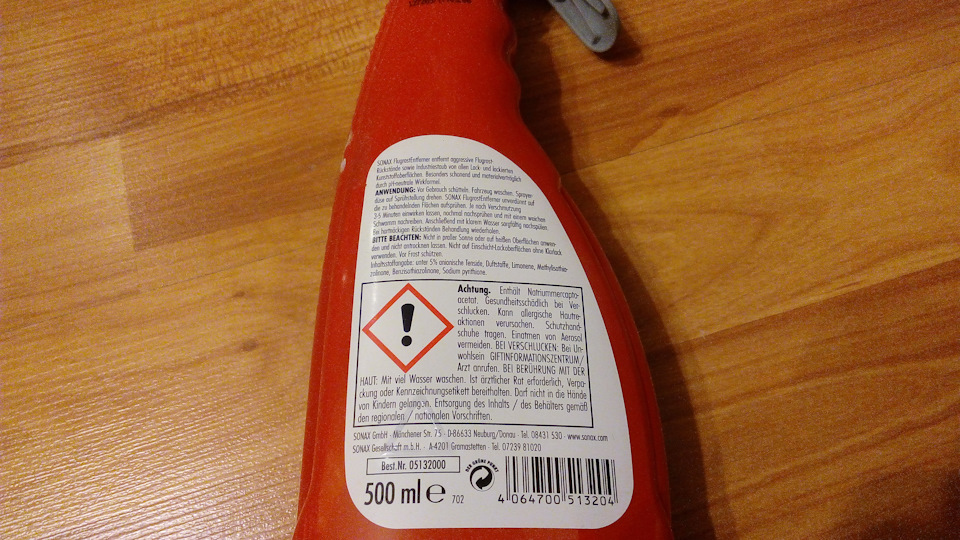 SONAX FlugrostEntferner entfernt aggressive Flugrost-
Rückstände sowie Industriestaub von allen Lack- und lackierten
Kunststoffoberflächen. Besonders schonend und materialverträglich
durch pH-neutrale Wirkformel.
ANWENDUNG: Vor Gebrauch schütteln. Fahrzeug waschen. Sprayer-
düse auf Sprühstellung drehen. SONAX FlugrostEntferner unverdünnt auf
die zu behandelnden Flächen aufsprühen. Je nach Verschmutzung
3-5 Minuten einweken lassen, nochmal nachsprühen und mit einem weichen
Schwamm nachreiben. Anschließend mit klarem Wasser sorgfältig nachspülen.
Bei hartnäckigen Rückständen Behandlung wiederholen.
BITTE BEACHTEN: Nicht in praller Sonne oder auf heißen Oberflächen anwen-
den und nicht antrocknen lassen. Nicht auf Einschicht-Lackoberflächen ohne Klarlack
verwenden. Vor Frost schützen.
Inhaltsstoffangabe: unter 5% anionische Tenside, Duftstoffe, Limonene, Methylisothia-
zolinone, Benzisothiazolinone, Sodium pyrithione.
Achtung. Enthält Natriummercapto-
acetat. Gesundheitsschädlich bei Ver-
schlucken. Kann allergische Hautre-
aktionen verursachen. Schutzhand-
schuhe tragen. Einatmen von Aerosol
vermeiden. BEI VERSCHLUCKEN: Bei Un-
wohlsein GIFTINFORMATIONSZENTRUM/
Arzt anrufen. BEI BERÜHRUNG MIT DER
HAUT: Mit viel Wasser waschen. Ist ärztlicher Rat erforderlich, Verpa-
ckung oder Kennzeichnungsetikett bereithalten. Darf nicht in die Hände
von Kindern gelangen. Entsorgung des Inhalts / des Behälters gemäß
den regionalen / nationalen Vorschriften.
SONAX GmbH · Münchener Str. 75 · D-86633 Neuburg/Donau · Tel. 08431 530 · www.sonax.com
SONAX Gesellschaft m.b.H. · A-4201 Gramastetten · Tel. 07239 81020
Best.Nr. 05132000
DER GRÜNE PUNKT
500 ml e 702
4 064700 513204